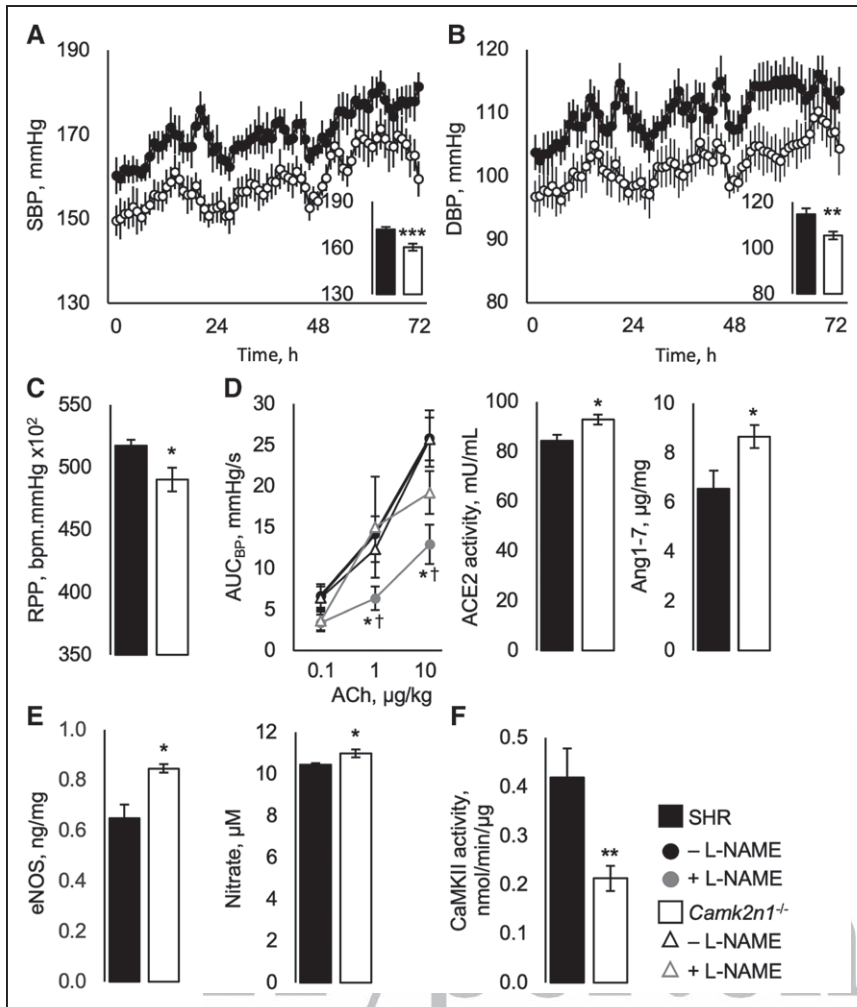 A
190
170
150
130
SBP, mmHg
0 24 48 72
Time, h
190
160
130
***
B
120
110
100
90
80
DBP, mmHg
0 24 48 72
Time, h
120
100
80
**
C
550
500
450
400
350
RPP, bpm.mmHg x10²
*
D
30
25
20
15
10
5
0
AUC_BP, mmHg/s
*†
*†
0.1 1 10
ACh, µg/kg
100
80
60
40
20
0
ACE2 activity, mU/mL
*
10
8
6
4
2
0
Ang1-7, µg/mg
*
E
1.0
0.8
0.6
0.4
0.2
0.0
eNOS, ng/mg
*
12
10
8
6
4
2
0
Nitrate, µM
*
F
0.5
0.4
0.3
0.2
0.1
0.0
CaMKII activity,
nmol/min/µg
**
SHR
– L-NAME
+ L-NAME
Camk2n1-/-
– L-NAME
+ L-NAME